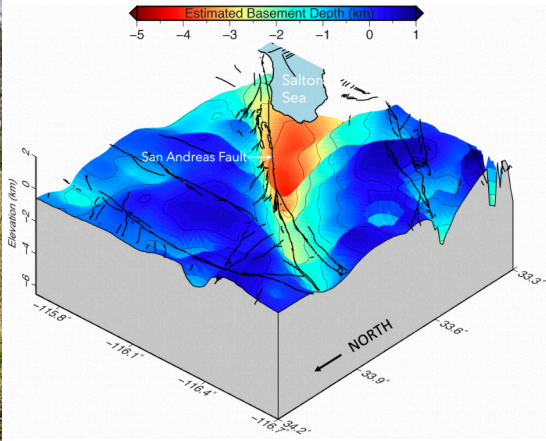 Estimated Basement Depth (km)
−5 −4 −3 −2 −1 0 1
Salton
Sea
San Andreas Fault
Elevation (km)
2
0
−2
−4
−6
−115.8°
−116.1°
−116.4°
−116.7°
34.2°
33.9°
33.6°
33.3°
NORTH